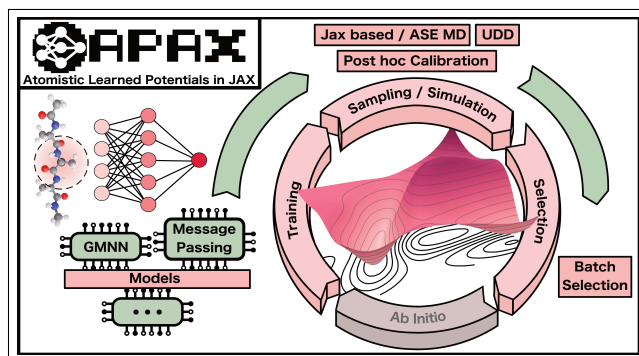 APAX
Atomistic Learned Potentials in JAX
Jax based / ASE MD
UDD
Post hoc Calibration
Sampling / Simulation
Training
Selection
GMNN
Message
Passing
Models
Batch
Selection
Ab Initio